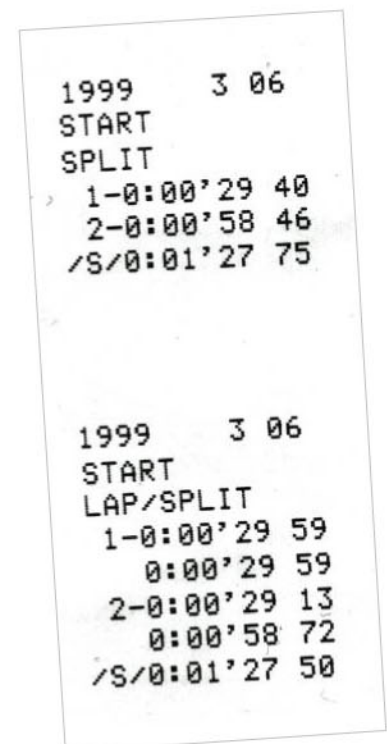 1999 3 06
START
SPLIT
1-0:00'29 40
2-0:00'58 46
/S/0:01'27 75
1999 3 06
START
LAP/SPLIT
1-0:00'29 59
0:00'29 59
2-0:00'29 13
0:00'58 72
/S/0:01'27 50